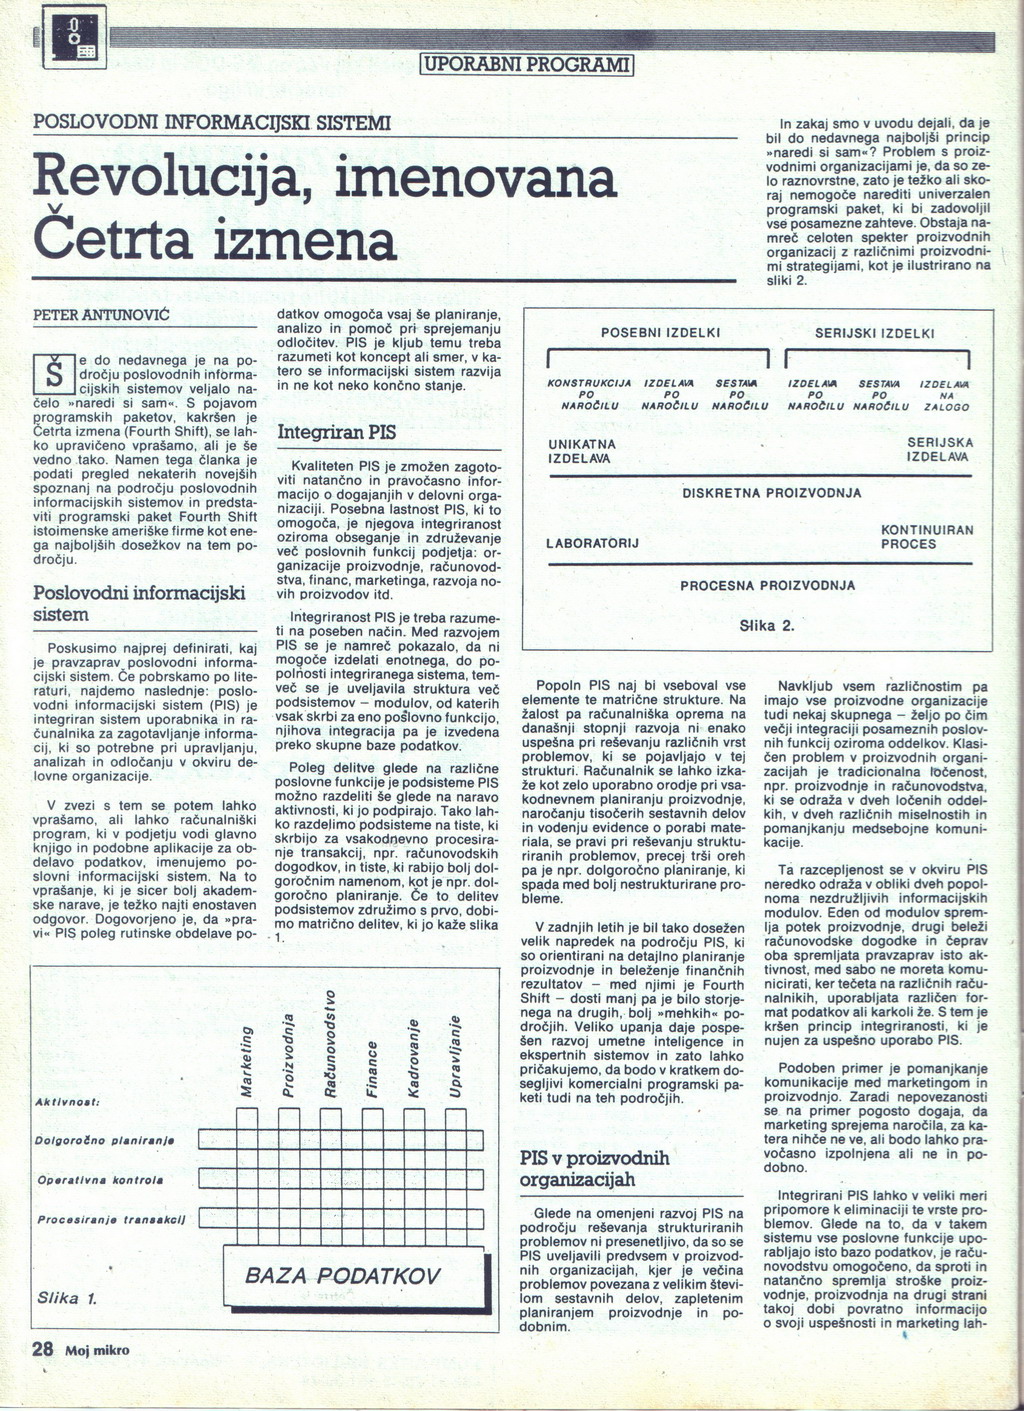 UPORABNI PROGRAMI
POSLOVODNI INFORMACIJSKI SISTEMI
Revolucija, imenovana
Četrta izmena
PETER ANTUNOVIĆ
Še do nedavnega je na po-
dročju poslovodnih informa-
cijskih sistemov veljalo na-
čelo »naredi si sam«. S pojavom
programskih paketov, kakršen je
Četrta izmena (Fourth Shift), se lah-
ko upravičeno vprašamo, ali je še
vedno tako. Namen tega članka je
podati pregled nekaterih novejših
spoznanj na področju poslovodnih
informacijskih sistemov in predsta-
viti programski paket Fourth Shift
istoimenske ameriške firme kot ene-
ga najboljših dosežkov na tem po-
dročju.
Poslovodni informacijski
sistem
Poskusimo najprej definirati, kaj
je pravzaprav poslovodni informa-
cijski sistem. Če pobrskamo po lite-
raturi, najdemo naslednje: poslo-
vodni informacijski sistem (PIS) je
integriran sistem uporabnika in ra-
čunalnika za zagotavljanje informa-
cij, ki so potrebne pri upravljanju,
analizah in odločanju v okviru de-
lovne organizacije.
V zvezi s tem se potem lahko
vprašamo, ali lahko računalniški
program, ki v podjetju vodi glavno
knjigo in podobne aplikacije za ob-
delavo podatkov, imenujemo po-
slovni informacijski sistem. Na to
vprašanje, ki je sicer bolj akadem-
ske narave, je težko najti enostaven
odgovor. Dogovorjeno je, da »pra-
vi« PIS poleg rutinske obdelave po-
datkov omogoča vsaj še planiranje,
analizo in pomoč pri sprejemanju
odločitev. PIS je kljub temu treba
razumeti kot koncept ali smer, v ka-
tero se informacijski sistem razvija
in ne kot neko končno stanje.
Integriran PIS
Kvaliteten PIS je zmožen zagoto-
viti natančno in pravočasno infor-
macijo o dogajanjih v delovni orga-
nizaciji. Posebna lastnost PIS, ki to
omogoča, je njegova integriranost
oziroma obseganje in združevanje
več poslovnih funkcij podjetja: or-
ganizacije proizvodnje, računovod-
stva, financ, marketinga, razvoja no-
vih proizvodov itd.
Integriranost PIS je treba razume-
ti na poseben način. Med razvojem
PIS se je namreč pokazalo, da ni
mogoče izdelati enotnega, do po-
polnosti integriranega sistema, tem-
več se je uveljavila struktura več
podsistemov – modulov, od katerih
vsak skrbi za eno poslovno funkcijo,
njihova integracija pa je izvedena
preko skupne baze podatkov.
Poleg delitve glede na različne
poslovne funkcije je podsisteme PIS
možno razdeliti še glede na naravo
aktivnosti, ki jo podpirajo. Tako lah-
ko razdelimo podsisteme na tiste, ki
skrbijo za vsakodnevno procesira-
nje transakcij, npr. računovodskih
dogodkov, in tiste, ki rabijo bolj dol-
goročnim namenom, kot je npr. dol-
goročno planiranje. Če to delitev
podsistemov združimo s prvo, dobi-
mo matrično delitev, ki jo kaže slika
1.
Marketing
Proizvodnja
Računovodstvo
Finance
Kadrovanje
Upravljanje
Aktivnost:
Dolgoročno planiranje
Operativna kontrola
Procesiranje transakcij
BAZA PODATKOV
Slika 1.
In zakaj smo v uvodu dejali, da je
bil do nedavnega najboljši princip
»naredi si sam«? Problem s proiz-
vodnimi organizacijami je, da so ze-
lo raznovrstne, zato je težko ali sko-
raj nemogoče narediti univerzalen
programski paket, ki bi zadovoljil
vse posamezne zahteve. Obstaja na-
mreč celoten spekter proizvodnih
organizacij z različnimi proizvodni-
mi strategijami, kot je ilustrirano na
sliki 2.
POSEBNI IZDELKI SERIJSKI IZDELKI
KONSTRUKCIJA IZDELAVA SESTAVA IZDELAVA SESTAVA IZDELAVA
PO PO PO PO PO NA
NAROČILU NAROČILU NAROČILU NAROČILU NAROČILU ZALOGO
UNIKATNA SERIJSKA
IZDELAVA IZDELAVA
DISKRETNA PROIZVODNJA
KONTINUIRAN
LABORATORIJ PROCES
PROCESNA PROIZVODNJA
Slika 2.
Popoln PIS naj bi vseboval vse
elemente te matrične strukture. Na
žalost pa računalniška oprema na
današnji stopnji razvoja ni enako
uspešna pri reševanju različnih vrst
problemov, ki se pojavljajo v tej
strukturi. Računalnik se lahko izka-
že kot zelo uporabno orodje pri vsa-
kodnevnem planiranju proizvodnje,
naročanju tisočerih sestavnih delov
in vodenju evidence o porabi mate-
riala, se pravi pri reševanju struktu-
riranih problemov, precej trši oreh
pa je npr. dolgoročno planiranje, ki
spada med bolj nestrukturirane pro-
bleme.
V zadnjih letih je bil tako dosežen
velik napredek na področju PIS, ki
so orientirani na detajlno planiranje
proizvodnje in beleženje finančnih
rezultatov – med njimi je Fourth
Shift – dosti manj pa je bilo storje-
nega na drugih, bolj »mehkih« po-
dročjih. Veliko upanja daje pospe-
šen razvoj umetne inteligence in
ekspertnih sistemov in zato lahko
pričakujemo, da bodo v kratkem do-
segljivi komercialni programski pa-
keti tudi na teh področjih.
PIS v proizvodnih
organizacijah
Glede na omenjeni razvoj PIS na
področju reševanja strukturiranih
problemov ni presenetljivo, da so se
PIS uveljavili predvsem v proizvod-
nih organizacijah, kjer je večina
problemov povezana z velikim števi-
lom sestavnih delov, zapletenim
planiranjem proizvodnje in po-
dobnim.
Navkljub vsem različnostim pa
imajo vse proizvodne organizacije
tudi nekaj skupnega – željo po čim
večji integraciji posameznih poslov-
nih funkcij oziroma oddelkov. Klasi-
čen problem v proizvodnih organi-
zacijah je tradicionalna ločenost,
npr. proizvodnje in računovodstva,
ki se odraža v dveh ločenih oddel-
kih, v dveh različnih miselnostih in
pomanjkanju medsebojne komuni-
kacije.
Ta razcepljenost se v okviru PIS
neredko odraža v obliki dveh popol-
noma nezdružljivih informacijskih
modulov. Eden od modulov sprem-
lja potek proizvodnje, drugi beleži
računovodske dogodke in čeprav
oba spremljata pravzaprav isto ak-
tivnost, med sabo ne moreta komu-
nicirati, ker tečeta na različnih raču-
nalnikih, uporabljata različen for-
mat podatkov ali karkoli že. S tem je
kršen princip integriranosti, ki je
nujen za uspešno uporabo PIS.
Podoben primer je pomanjkanje
komunikacije med marketingom in
proizvodnjo. Zaradi nepovezanosti
se na primer pogosto dogaja, da
marketing sprejema naročila, za ka-
tera nihče ne ve, ali bodo lahko pra-
vočasno izpolnjena ali ne in po-
dobno.
Integrirani PIS lahko v veliki meri
pripomore k eliminaciji te vrste pro-
blemov. Glede na to, da v takem
sistemu vse poslovne funkcije upo-
rabljajo isto bazo podatkov, je raču-
novodstvu omogočeno, da sproti in
natančno spremlja stroške proiz-
vodnje, proizvodnja na drugi strani
takoj dobi povratno informacijo
o svoji uspešnosti in marketing lah-
28 Moj mikro